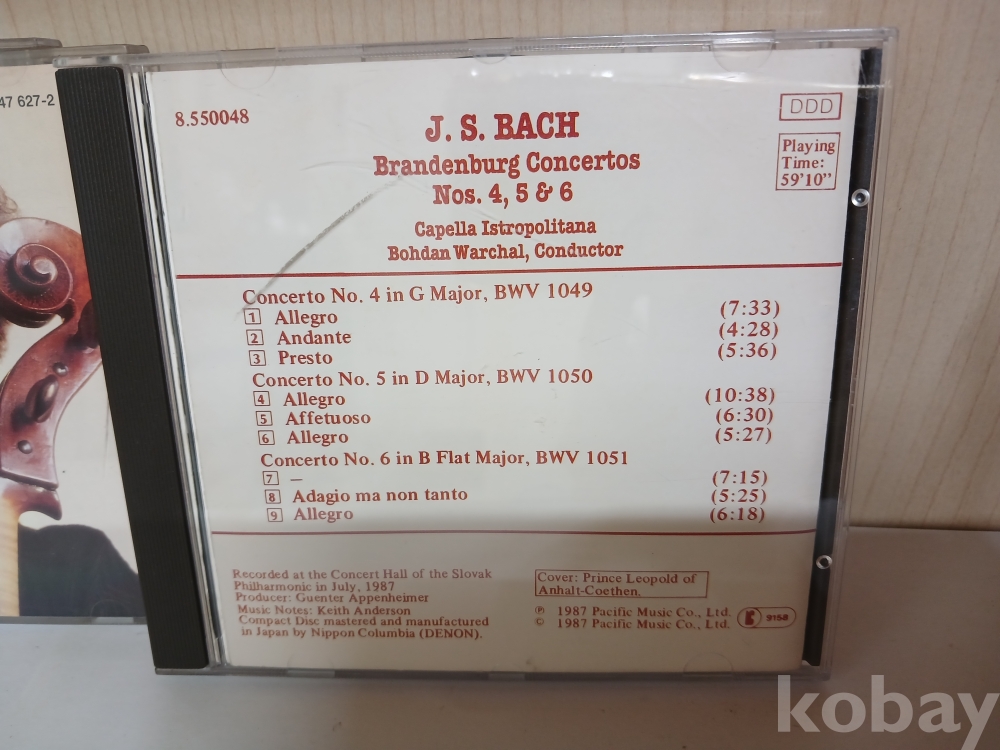 47 627-2
8.550048
J. S. BACH
Brandenburg Concertos
Nos. 4, 5 & 6
Capella Istropolitana
Bohdan Warchal, Conductor
DDD
Playing
Time:
59'10"
Concerto No. 4 in G Major, BWV 1049
1 Allegro (7:33)
2 Andante (4:28)
3 Presto (5:36)
Concerto No. 5 in D Major, BWV 1050
4 Allegro (10:38)
5 Affetuoso (6:30)
6 Allegro (5:27)
Concerto No. 6 in B Flat Major, BWV 1051
7 – (7:15)
8 Adagio ma non tanto (5:25)
9 Allegro (6:18)
Recorded at the Concert Hall of the Slovak
Philharmonic in July, 1987
Producer: Guenter Appenheimer
Music Notes: Keith Anderson
Compact Disc mastered and manufactured
in Japan by Nippon Columbia (DENON).
Cover: Prince Leopold of
Anhalt-Coethen.
℗ 1987 Pacific Music Co., Ltd.
© 1987 Pacific Music Co., Ltd.
9158
kobay